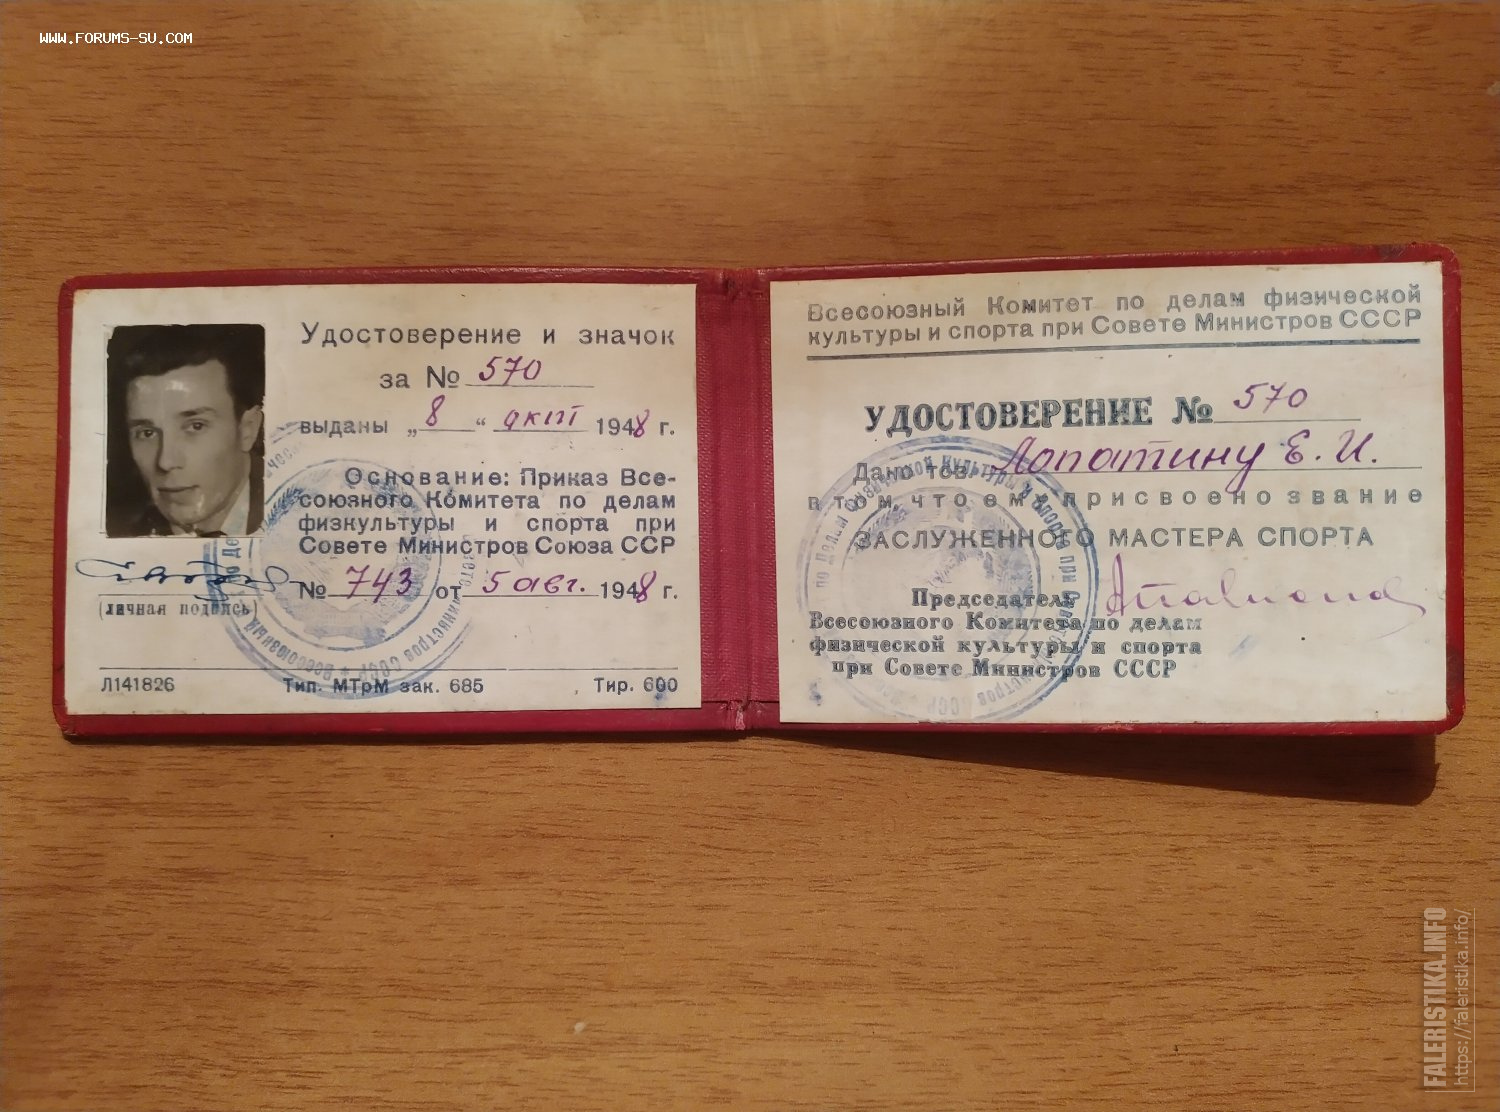 WWW.FORUMS-SU.COM
Удостоверение и значок
за № 570
выданы „8“ окт 1948 г.
Основание: Приказ Все-
союзного Комитета по делам
физкультуры и спорта при
Совете Министров Союза ССР
№ 743 от 5 авг. 1948 г.
(личная подпись)
Л141826 Тип. МТрМ зак. 685 Тир. 600
Всесоюзный Комитет по делам физической
культуры и спорта при Совете Министров СССР
УДОСТОВЕРЕНИЕ № 570
Дано тов. Лопатину Е. И.
в том, что ему присвоено звание
ЗАСЛУЖЕННОГО МАСТЕРА СПОРТА
Председатель
Всесоюзного Комитета по делам
физической культуры и спорта
при Совете Министров СССР
FALERISTIKA.INFO
https://faleristika.info/